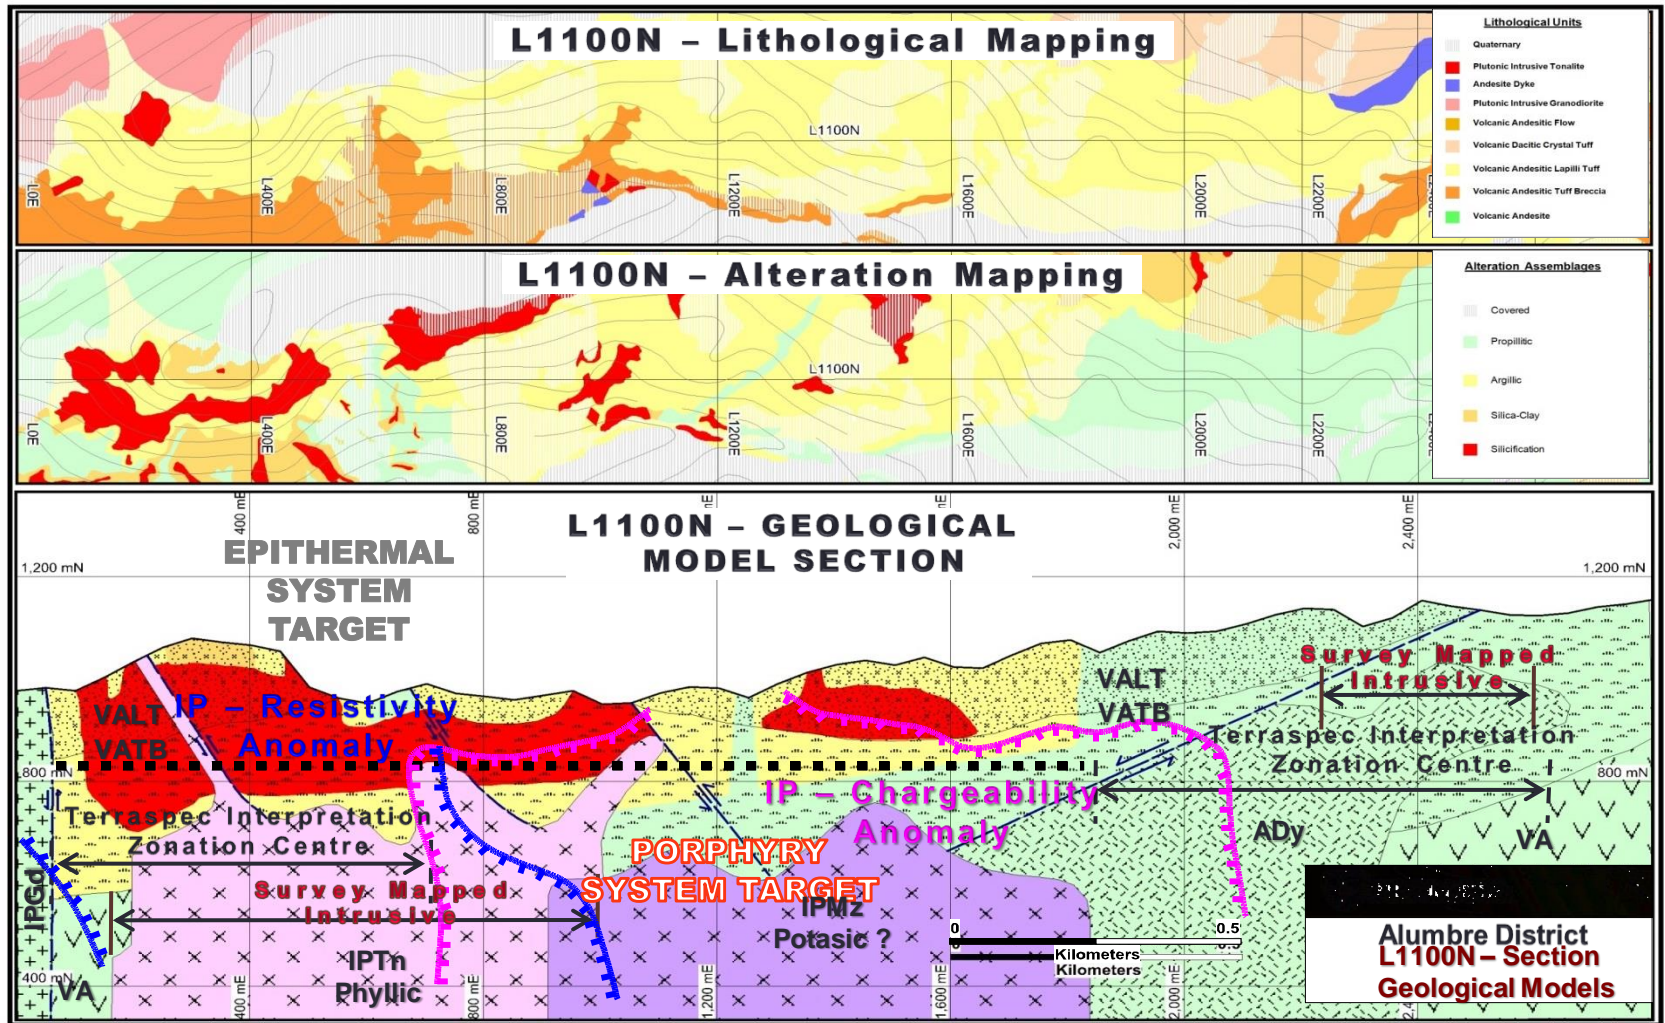 L1100N – Lithological Mapping
L1100N
L0E
L400E
L800E
L1200E
L1600E
L2000E
L2200E
Lithological Units
Quaternary
Plutonic Intrusive Tonalite
Andesite Dyke
Plutonic Intrusive Granodiorite
Volcanic Andesitic Flow
Volcanic Dacitic Crystal Tuff
Volcanic Andesitic Lapilli Tuff
Volcanic Andesitic Tuff Breccia
Volcanic Andesite
L1100N – Alteration Mapping
L1100N
L0E
L400E
L800E
L1200E
L1600E
L2000E
L2200E
Alteration Assemblages
Covered
Propillitic
Argillic
Silica-Clay
Silicification
L1100N – GEOLOGICAL
MODEL SECTION
400 mE
800 mE
2,000 mE
2,400 mE
EPITHERMAL
SYSTEM
TARGET
1,200 mN
1,200 mN
Survey Mapped
Intrusive
VALT
VATB
VALT
VATB
IP – Resistivity
Anomaly
Terraspec Interpretation
Zonation Centre
800 mN
800 mN
IP – Chargeability
Anomaly
Terraspec Interpretation
Zonation Centre
ADy
VA
PORPHYRY
SYSTEM TARGET
Survey Mapped
Intrusive
IPGd
IPMz
Potasic ?
IPTn
Phyllic
VA
400 mN
400 mE
800 mE
1,200 mE
1,600 mE
2,000 mE
0
0.5
Kilometers
Kilometers
Alumbre District
L1100N – Section
Geological Models